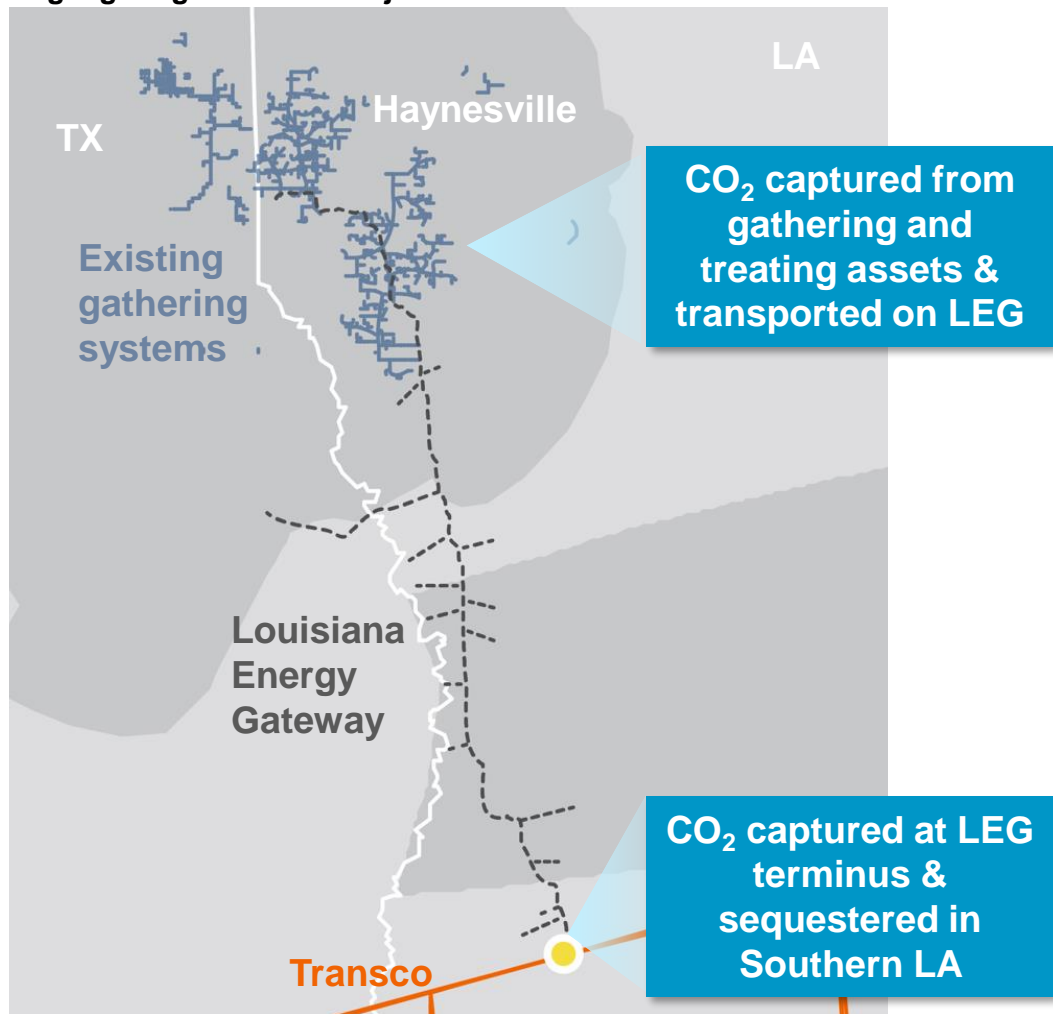 LA
TX
Haynesville
CO₂ captured from
gathering and
treating assets &
transported on LEG
Existing
gathering
systems
Louisiana
Energy
Gateway
CO₂ captured at LEG
terminus &
sequestered in
Southern LA
Transco